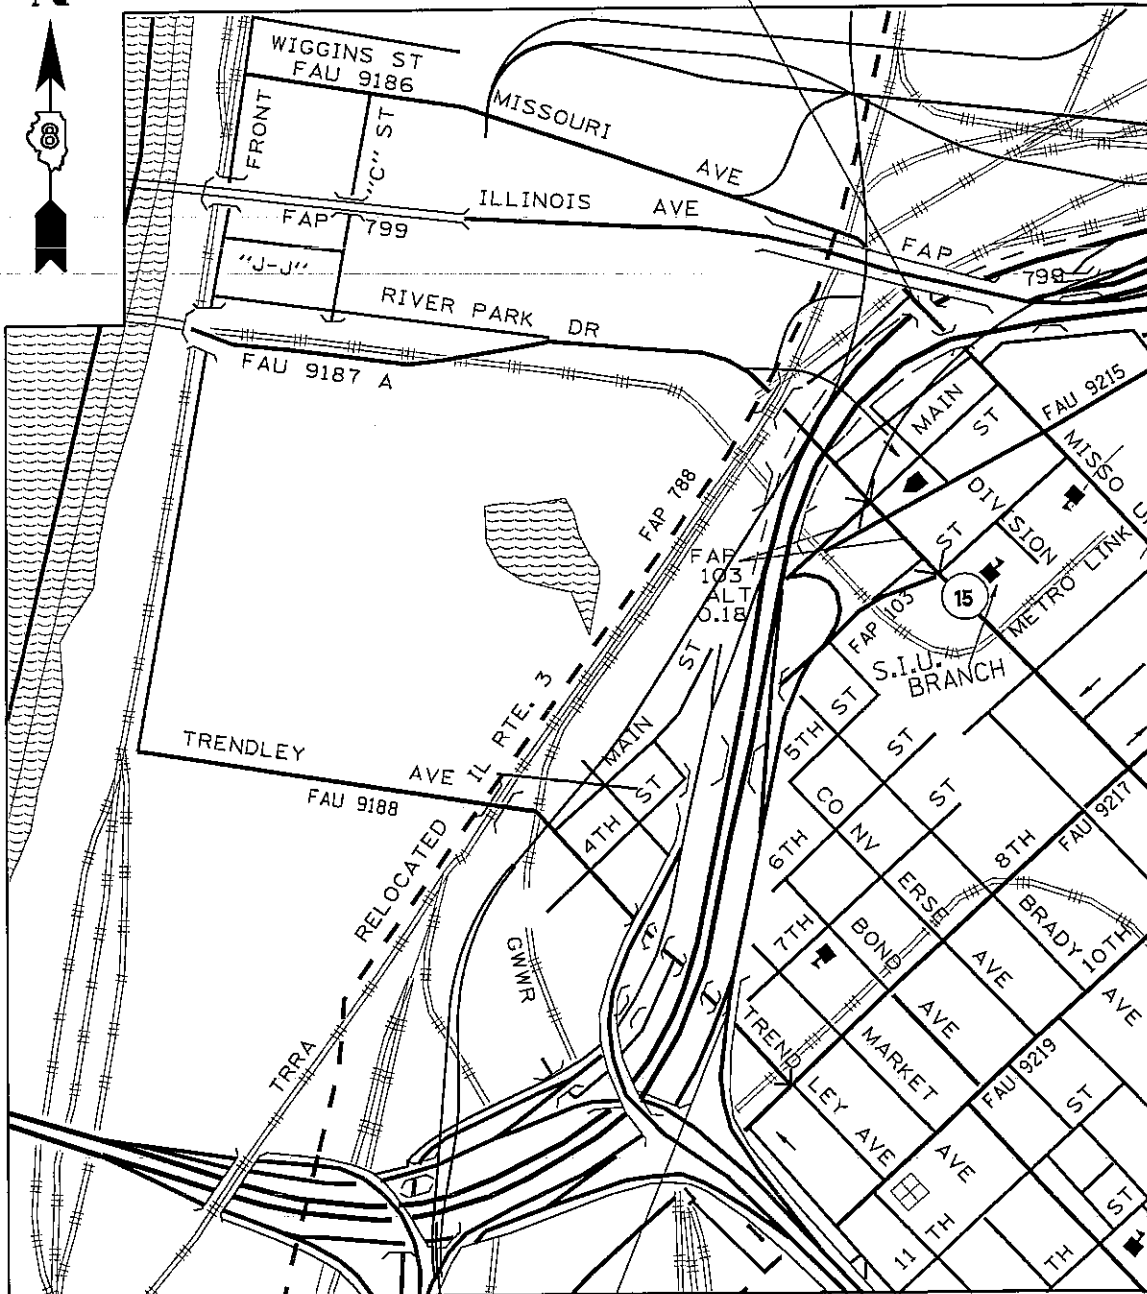 N
8
WIGGINS ST
FAU 9186
FRONT
"C" ST
MISSOURI AVE
ILLINOIS AVE
FAP 799
FAP 799
"J-J"
RIVER PARK DR
FAU 9187 A
MAIN ST
FAU 9215
MISSO U
DIVISION
ST
FAP 788
FAP
103
ALT
0.18
METRO LINK
15
FAP 103
S.I.U.
BRANCH
ST
MAIN
5TH ST
ST
ST
TRENDLEY AVE
FAU 9188
IL RTE. 3
RELOCATED
4TH ST
CONVERSE AVE
6TH
8TH
FAU 9217
7TH
BOND AVE
BRADY AVE
10TH
GWWR
TRRA
TRENDLEY AVE
MARKET AVE
FAU 9219
ST
11 TH
TH
ST